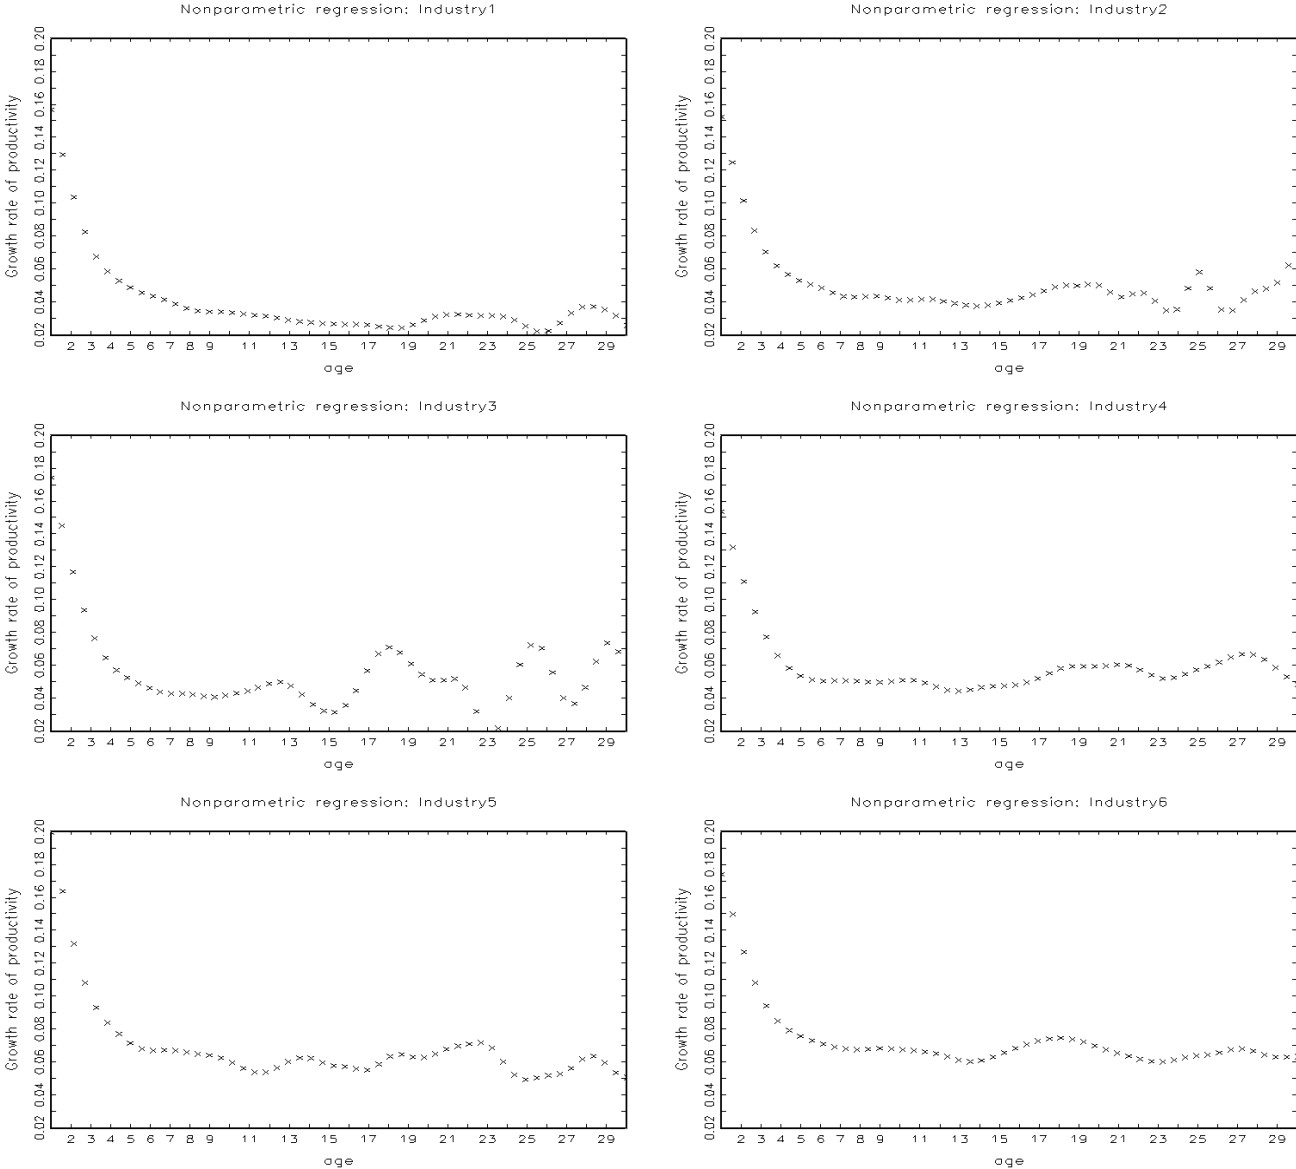 Nonparametric regression: Industry1
Growth rate of productivity
0.02 0.04 0.06 0.08 0.10 0.12 0.14 0.16 0.18 0.20
2 3 4 5 6 7 8 9 11 13 15 17 19 21 23 25 27 29
age
Nonparametric regression: Industry2
Growth rate of productivity
0.02 0.04 0.06 0.08 0.10 0.12 0.14 0.16 0.18 0.20
2 3 4 5 6 7 8 9 11 13 15 17 19 21 23 25 27 29
age
Nonparametric regression: Industry3
Growth rate of productivity
0.02 0.04 0.06 0.08 0.10 0.12 0.14 0.16 0.18 0.20
2 3 4 5 6 7 8 9 11 13 15 17 19 21 23 25 27 29
age
Nonparametric regression: Industry4
Growth rate of productivity
0.02 0.04 0.06 0.08 0.10 0.12 0.14 0.16 0.18 0.20
2 3 4 5 6 7 8 9 11 13 15 17 19 21 23 25 27 29
age
Nonparametric regression: Industry5
Growth rate of productivity
0.02 0.04 0.06 0.08 0.10 0.12 0.14 0.16 0.18 0.20
2 3 4 5 6 7 8 9 11 13 15 17 19 21 23 25 27 29
age
Nonparametric regression: Industry6
Growth rate of productivity
0.02 0.04 0.06 0.08 0.10 0.12 0.14 0.16 0.18 0.20
2 3 4 5 6 7 8 9 11 13 15 17 19 21 23 25 27 29
age